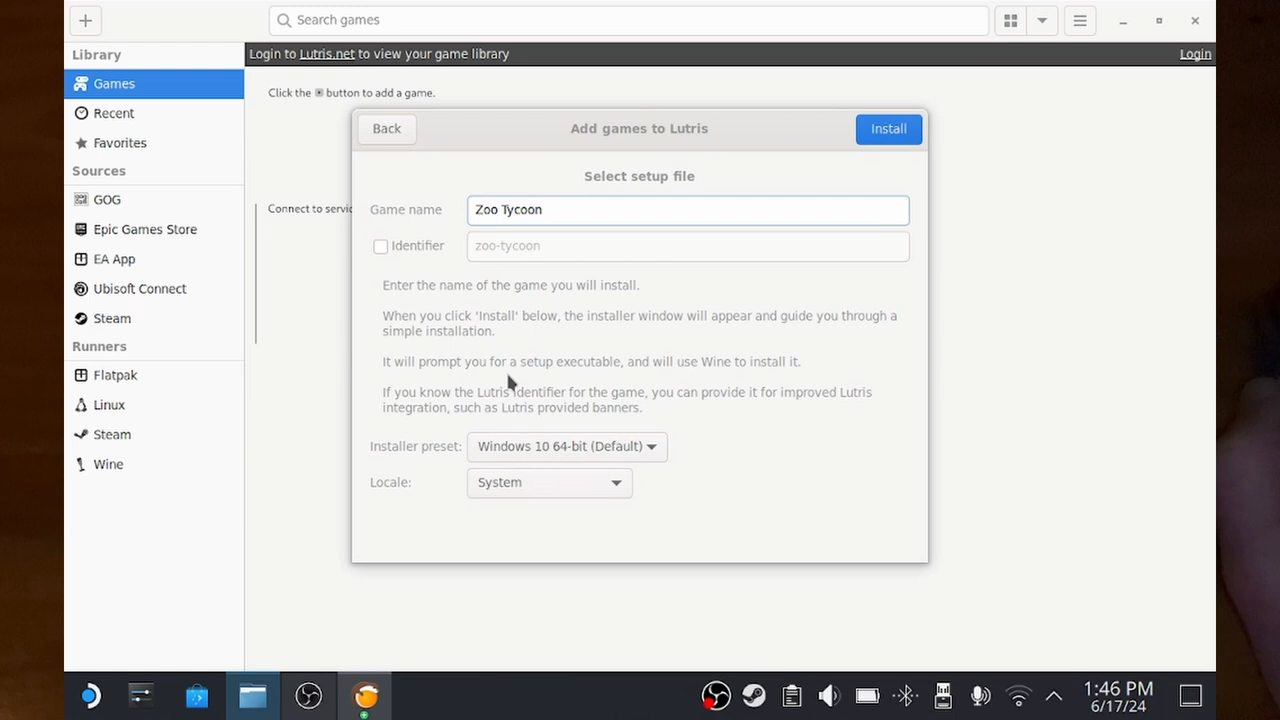 Search games
Library
Games
Recent
Favorites
Sources
GOG
Epic Games Store
EA App
Ubisoft Connect
Steam
Runners
Flatpak
Linux
Steam
Wine
Login to Lutris.net to view your game library
Login
Click the button to add a game.
Connect to servic
Back
Add games to Lutris
Install
Select setup file
Game name
Zoo Tycoon
Identifier
zoo-tycoon
Enter the name of the game you will install.
When you click 'Install' below, the installer window will appear and guide you through a
simple installation.
It will prompt you for a setup executable, and will use Wine to install it.
If you know the Lutris identifier for the game, you can provide it for improved Lutris
integration, such as Lutris provided banners.
Installer preset:
Windows 10 64-bit (Default)
Locale:
System
1:46 PM
6/17/24